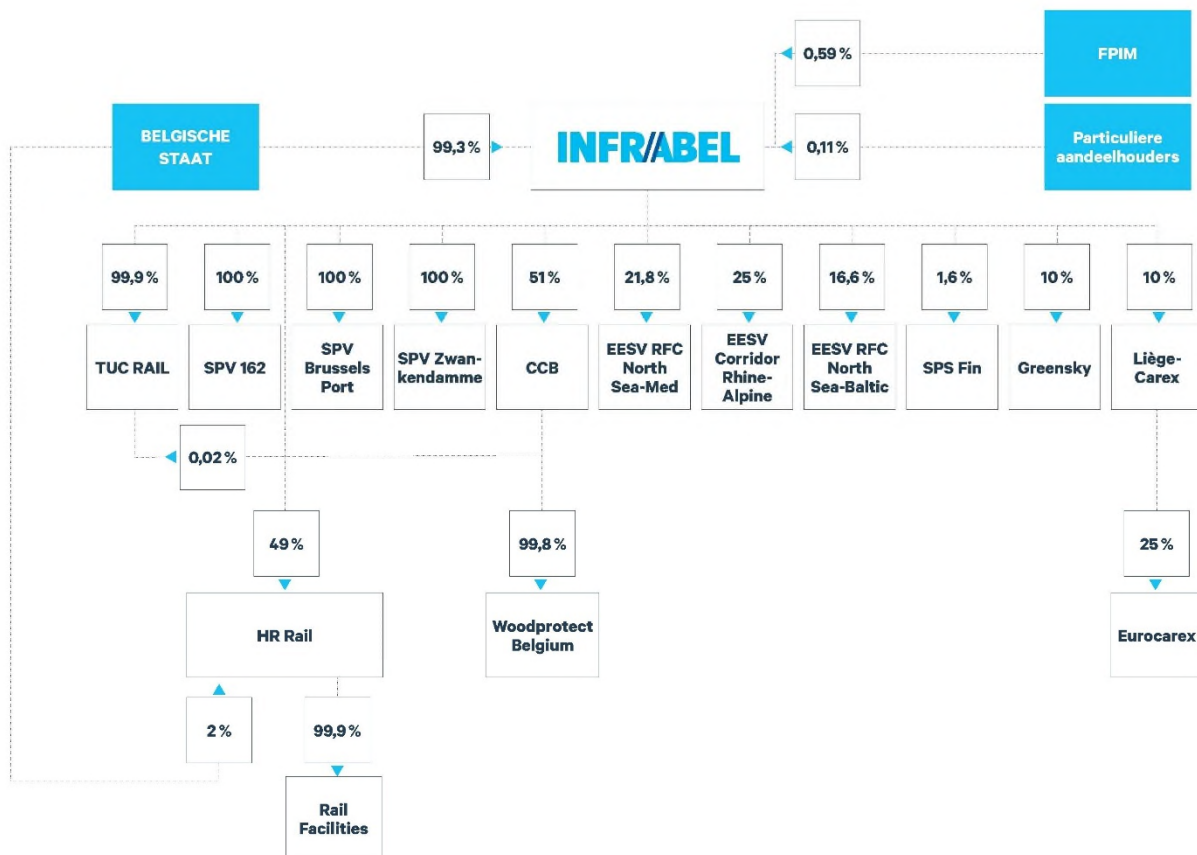 0,59 %
FPIM
BELGISCHE
STAAT
99,3 %
INFRABEL
0,11 %
Particuliere
aandeelhouders
99,9 %
100 %
100 %
100 %
51 %
21,8 %
25 %
16,6 %
1,6 %
10 %
10 %
TUC RAIL
SPV 162
SPV
Brussels
Port
SPV Zwan-
kendamme
CCB
EESV RFC
North
Sea-Med
EESV
Corridor
Rhine-
Alpine
EESV RFC
North
Sea-Baltic
SPS Fin
Greensky
Liège-
Carex
0,02 %
49 %
99,8 %
25 %
HR Rail
Woodprotect
Belgium
Eurocarex
2 %
99,9 %
Rail
Facilities